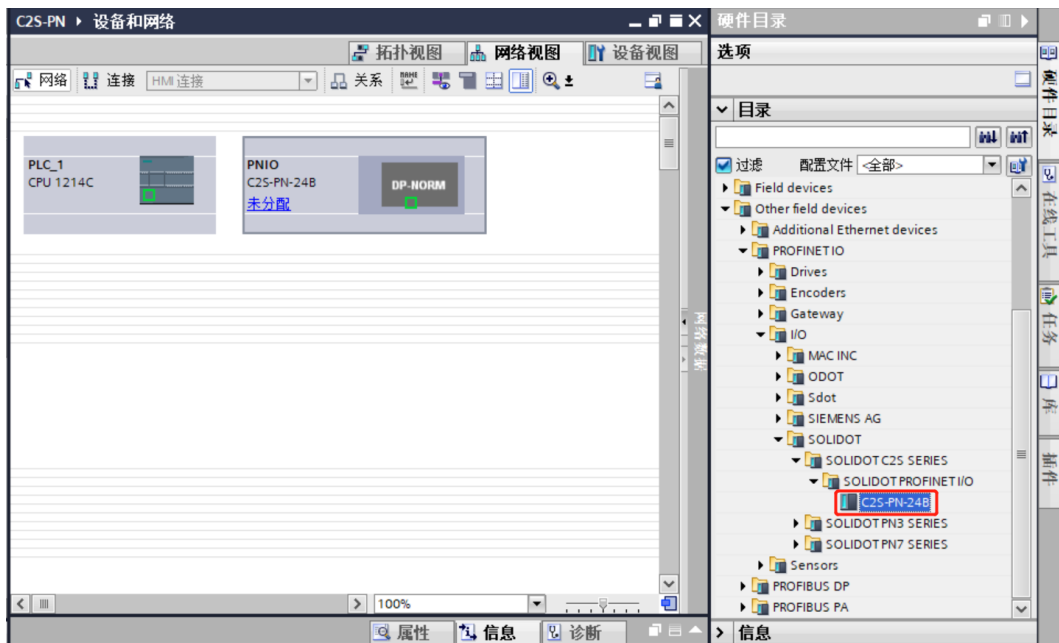 C2S-PN ▸ 设备和网络
拓扑视图 网络视图 设备视图
网络 连接 HMI 连接 关系
PLC_1
CPU 1214C
PNIO
C2S-PN-24B
未分配
DP-NORM
网络数据
100%
属性 信息 诊断
硬件目录
选项
目录
过滤 配置文件 <全部>
Field devices
Other field devices
Additional Ethernet devices
PROFINET IO
Drives
Encoders
Gateway
I/O
MAC INC
ODOT
Sdot
SIEMENS AG
SOLIDOT
SOLIDOT C2S SERIES
SOLIDOT PROFINET I/O
C2S-PN-24B
SOLIDOT PN3 SERIES
SOLIDOT PN7 SERIES
Sensors
PROFIBUS DP
PROFIBUS PA
信息
硬件目录
在线工具
任务
库
插件